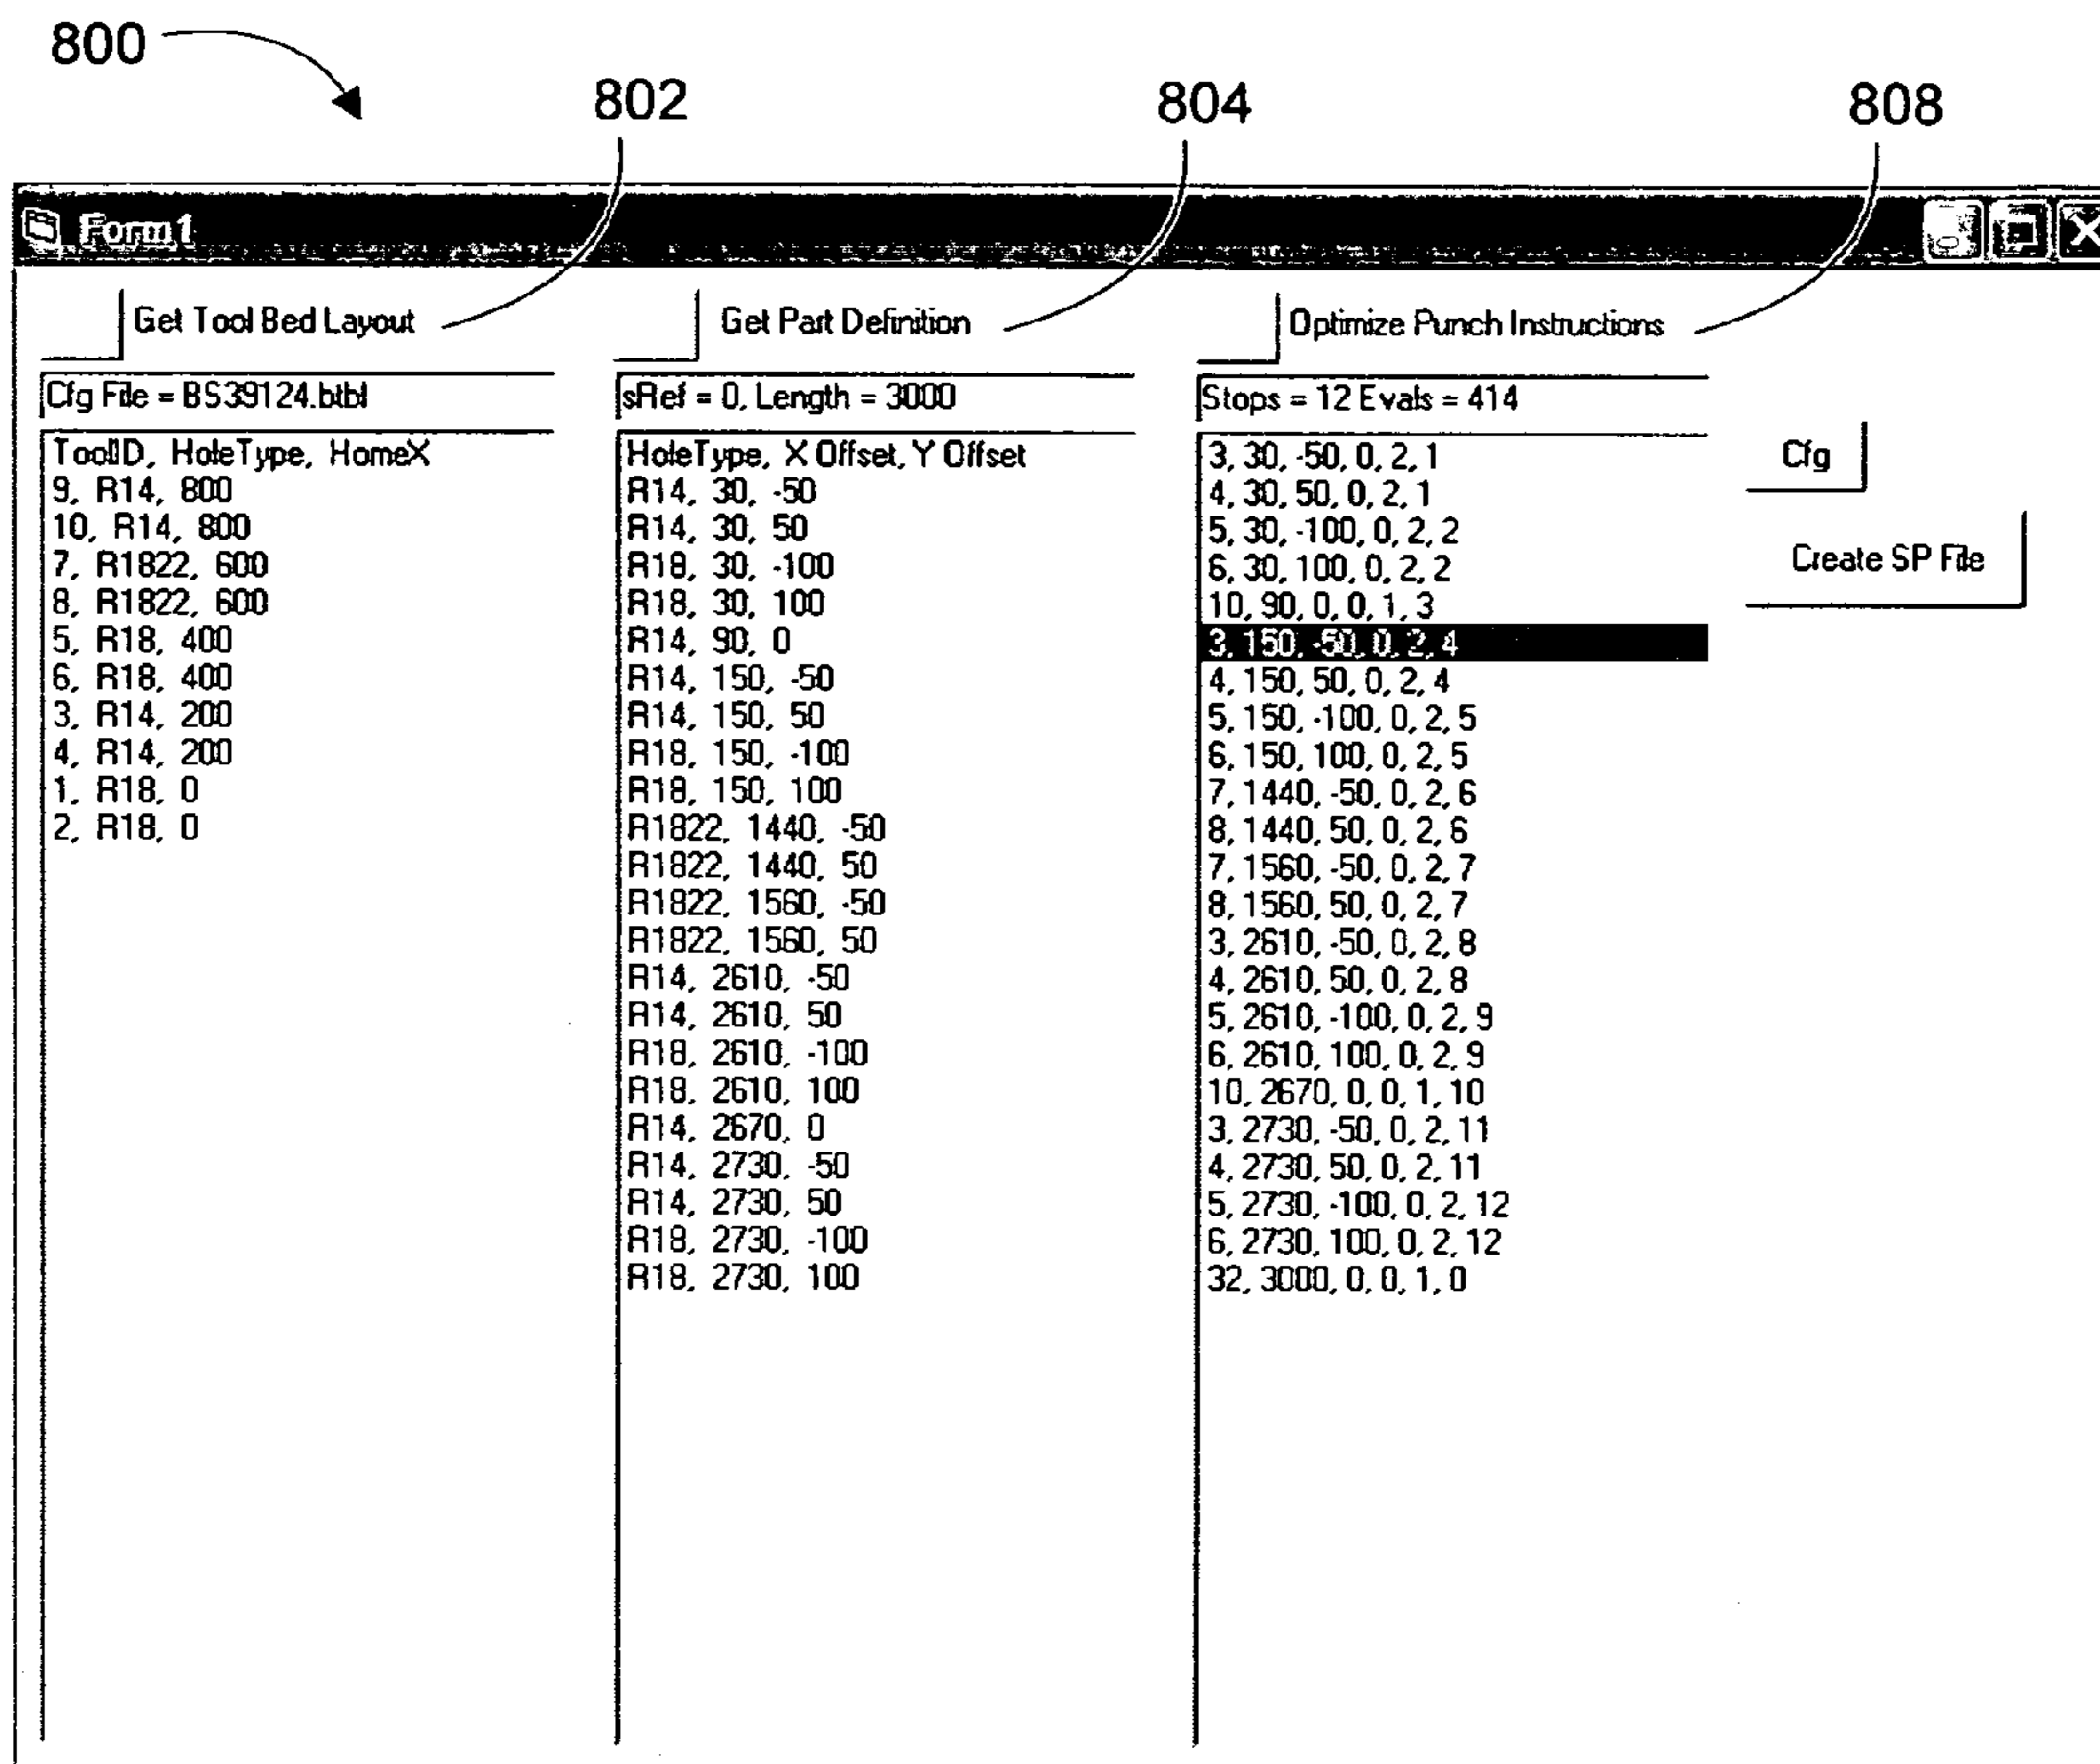 800
802
804
808
Form1
Get Tool Bed Layout
Get Part Definition
Optimize Punch Instructions
Cfg File = BS39124.btbl
sRef = 0, Length = 3000
Stops = 12 Evals = 414
ToolID, HoleType, HomeX
9, R14, 800
10, R14, 800
7, R1822, 600
8, R1822, 600
5, R18, 400
6, R18, 400
3, R14, 200
4, R14, 200
1, R18, 0
2, R18, 0
HoleType, X Offset, Y Offset
R14, 30, -50
R14, 30, 50
R18, 30, -100
R18, 30, 100
R14, 90, 0
R14, 150, -50
R14, 150, 50
R18, 150, -100
R18, 150, 100
R1822, 1440, -50
R1822, 1440, 50
R1822, 1560, -50
R1822, 1560, 50
R14, 2610, -50
R14, 2610, 50
R18, 2610, -100
R18, 2610, 100
R14, 2670, 0
R14, 2730, -50
R14, 2730, 50
R18, 2730, -100
R18, 2730, 100
3, 30, -50, 0, 2, 1
4, 30, 50, 0, 2, 1
5, 30, -100, 0, 2, 2
6, 30, 100, 0, 2, 2
10, 90, 0, 0, 1, 3
3, 150, -50, 0, 2, 4
4, 150, 50, 0, 2, 4
5, 150, -100, 0, 2, 5
6, 150, 100, 0, 2, 5
7, 1440, -50, 0, 2, 6
8, 1440, 50, 0, 2, 6
7, 1560, -50, 0, 2, 7
8, 1560, 50, 0, 2, 7
3, 2610, -50, 0, 2, 8
4, 2610, 50, 0, 2, 8
5, 2610, -100, 0, 2, 9
6, 2610, 100, 0, 2, 9
10, 2670, 0, 0, 1, 10
3, 2730, -50, 0, 2, 11
4, 2730, 50, 0, 2, 11
5, 2730, -100, 0, 2, 12
6, 2730, 100, 0, 2, 12
32, 3000, 0, 0, 1, 0
Cfg
Create SP File